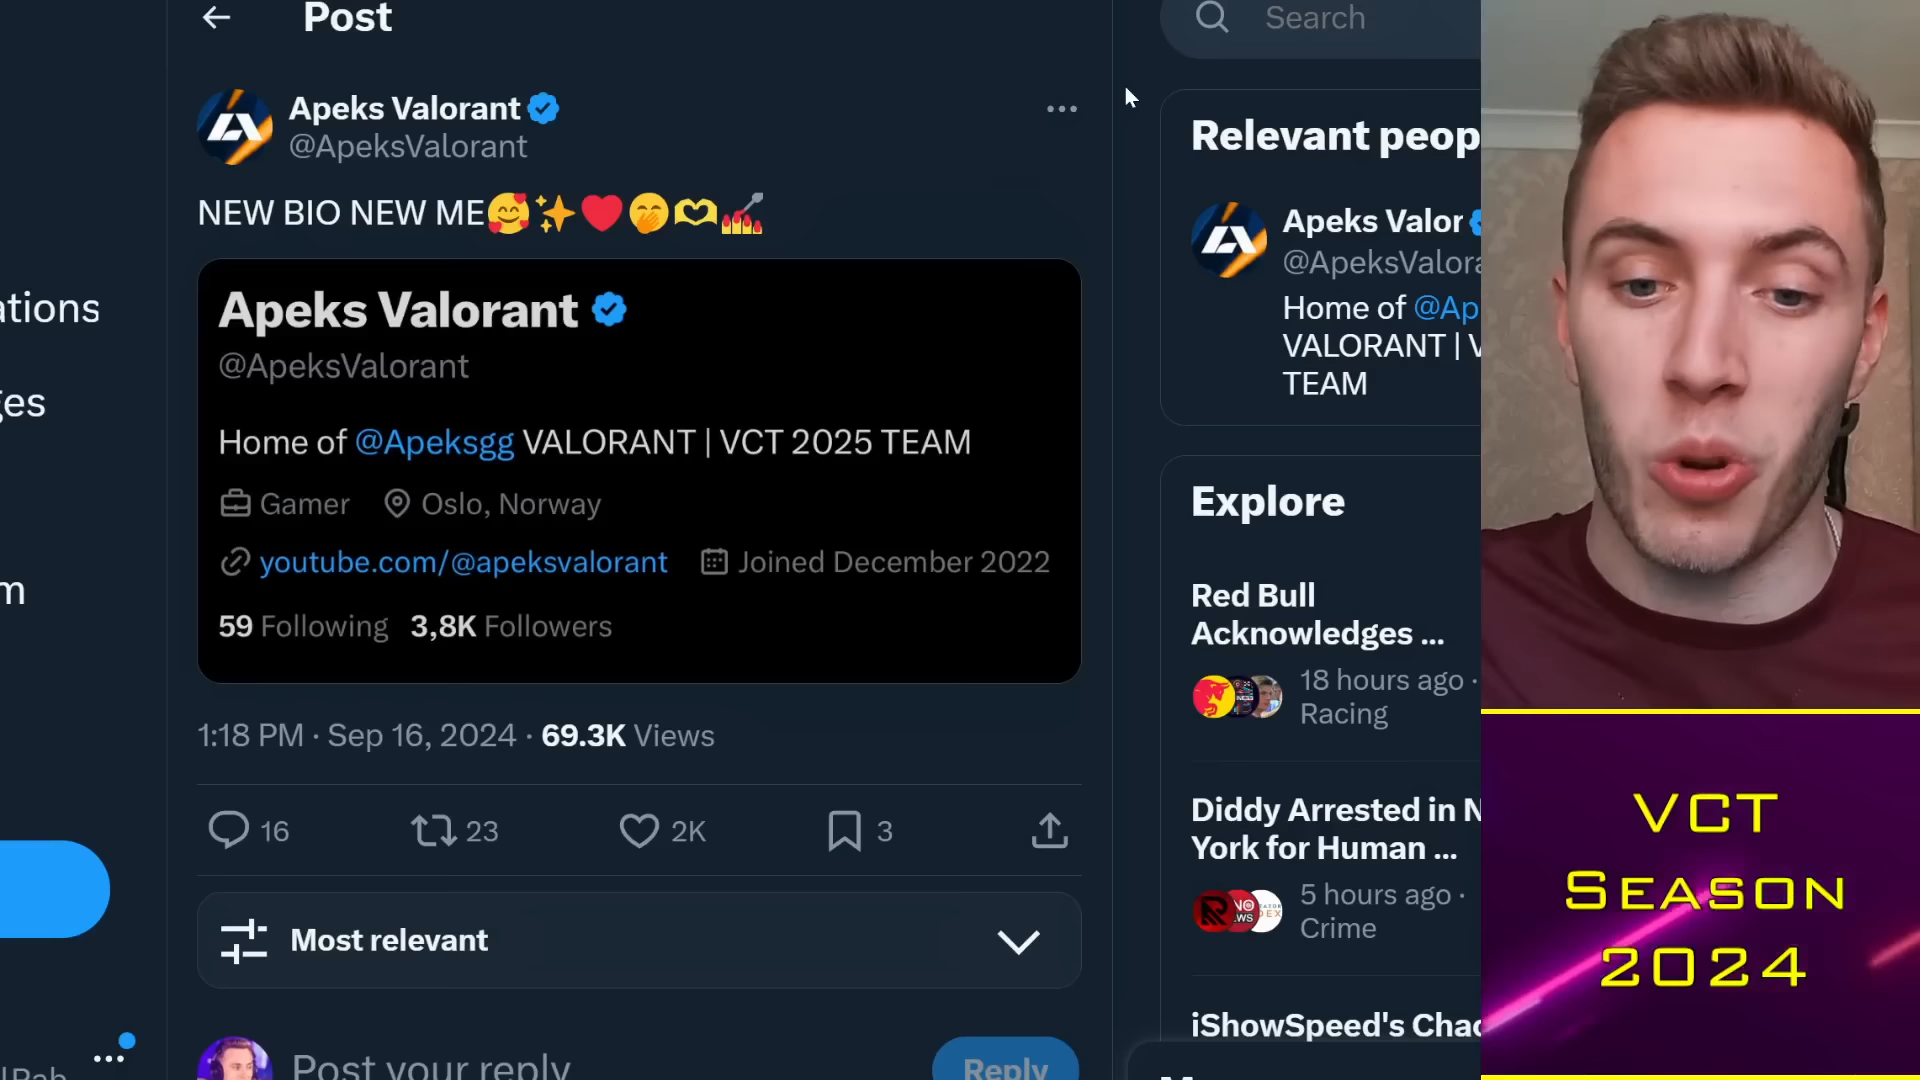 Post
Search
Apeks Valorant
@ApeksValorant
NEW BIO NEW ME🥰✨❤️🤭🫶💅
Apeks Valorant
@ApeksValorant
Home of @Apeksgg VALORANT | VCT 2025 TEAM
Gamer Oslo, Norway
youtube.com/@apeksvalorant Joined December 2022
59 Following 3,8K Followers
1:18 PM · Sep 16, 2024 · 69.3K Views
16 23 2K 3
Most relevant
Post your reply
Reply
ations
ges
m
Relevant peop
Apeks Valor
@ApeksValora
Home of @Ap
VALORANT | V
TEAM
Explore
Red Bull
Acknowledges ...
18 hours ago ·
Racing
Diddy Arrested in N
York for Human ...
5 hours ago ·
Crime
iShowSpeed's Chao
VCT
SEASON
2024